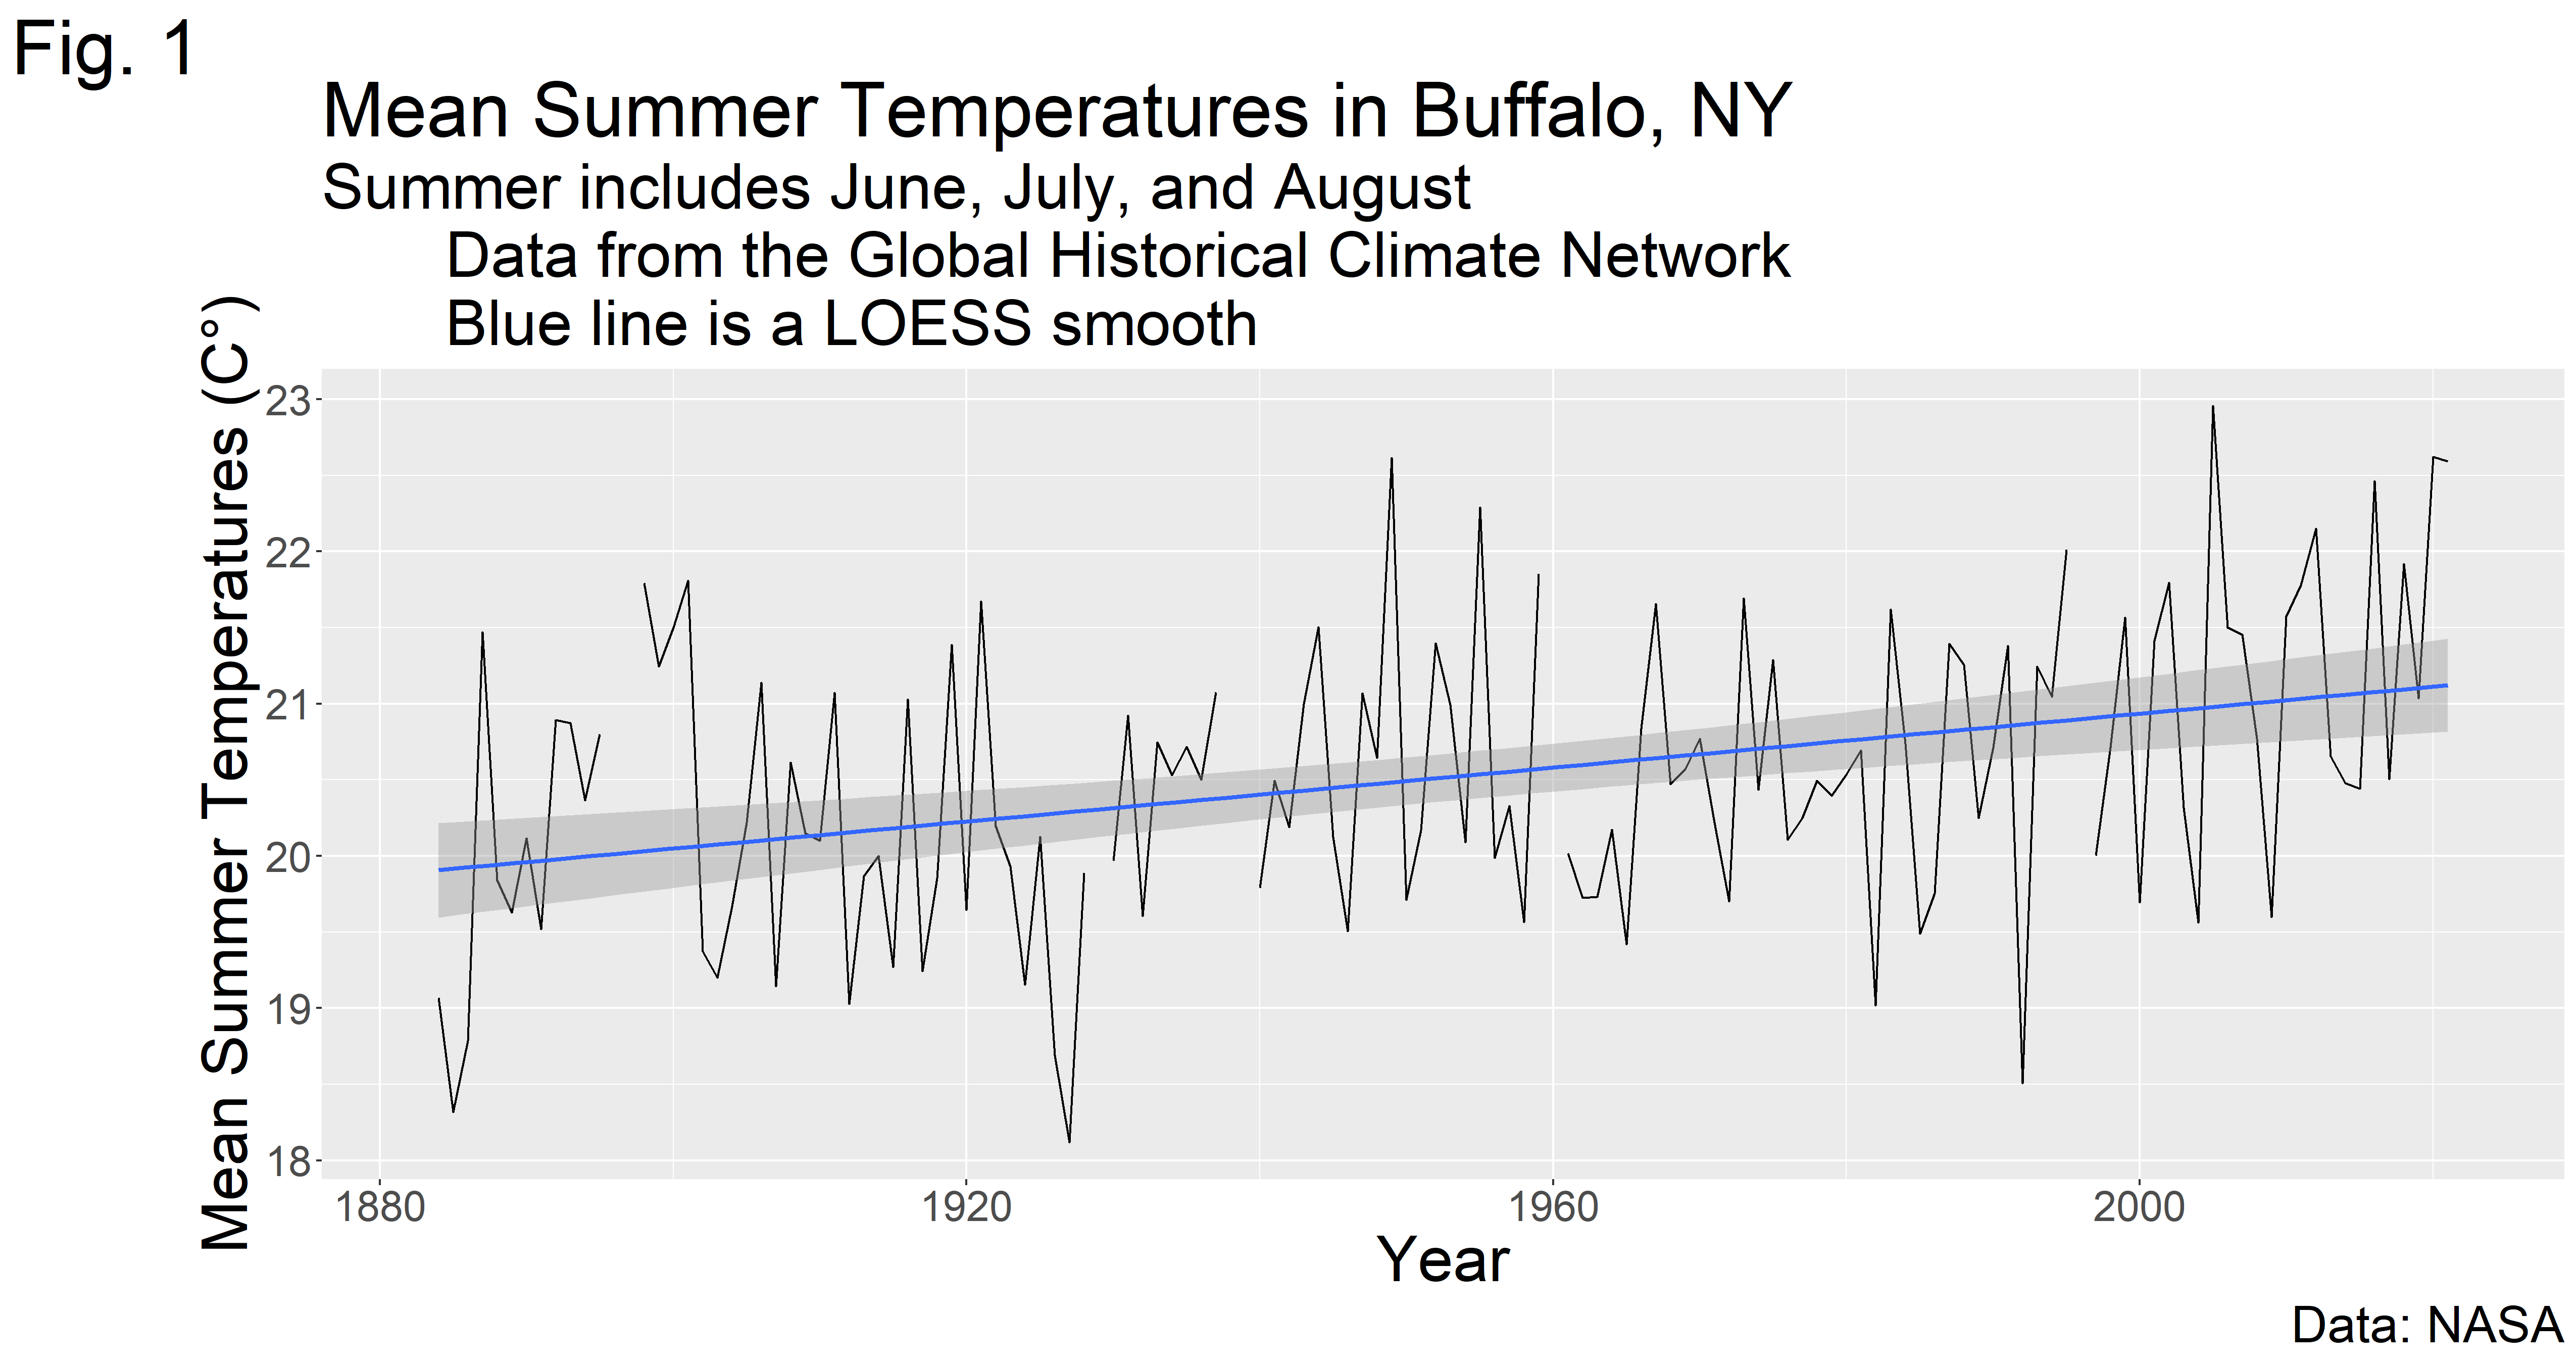 Fig. 1
Mean Summer Temperatures in Buffalo, NY
Summer includes June, July, and August
Data from the Global Historical Climate Network
Blue line is a LOESS smooth
Mean Summer Temperatures (C°)
23
22
21
20
19
18
1880
1920
1960
2000
Year
Data: NASA